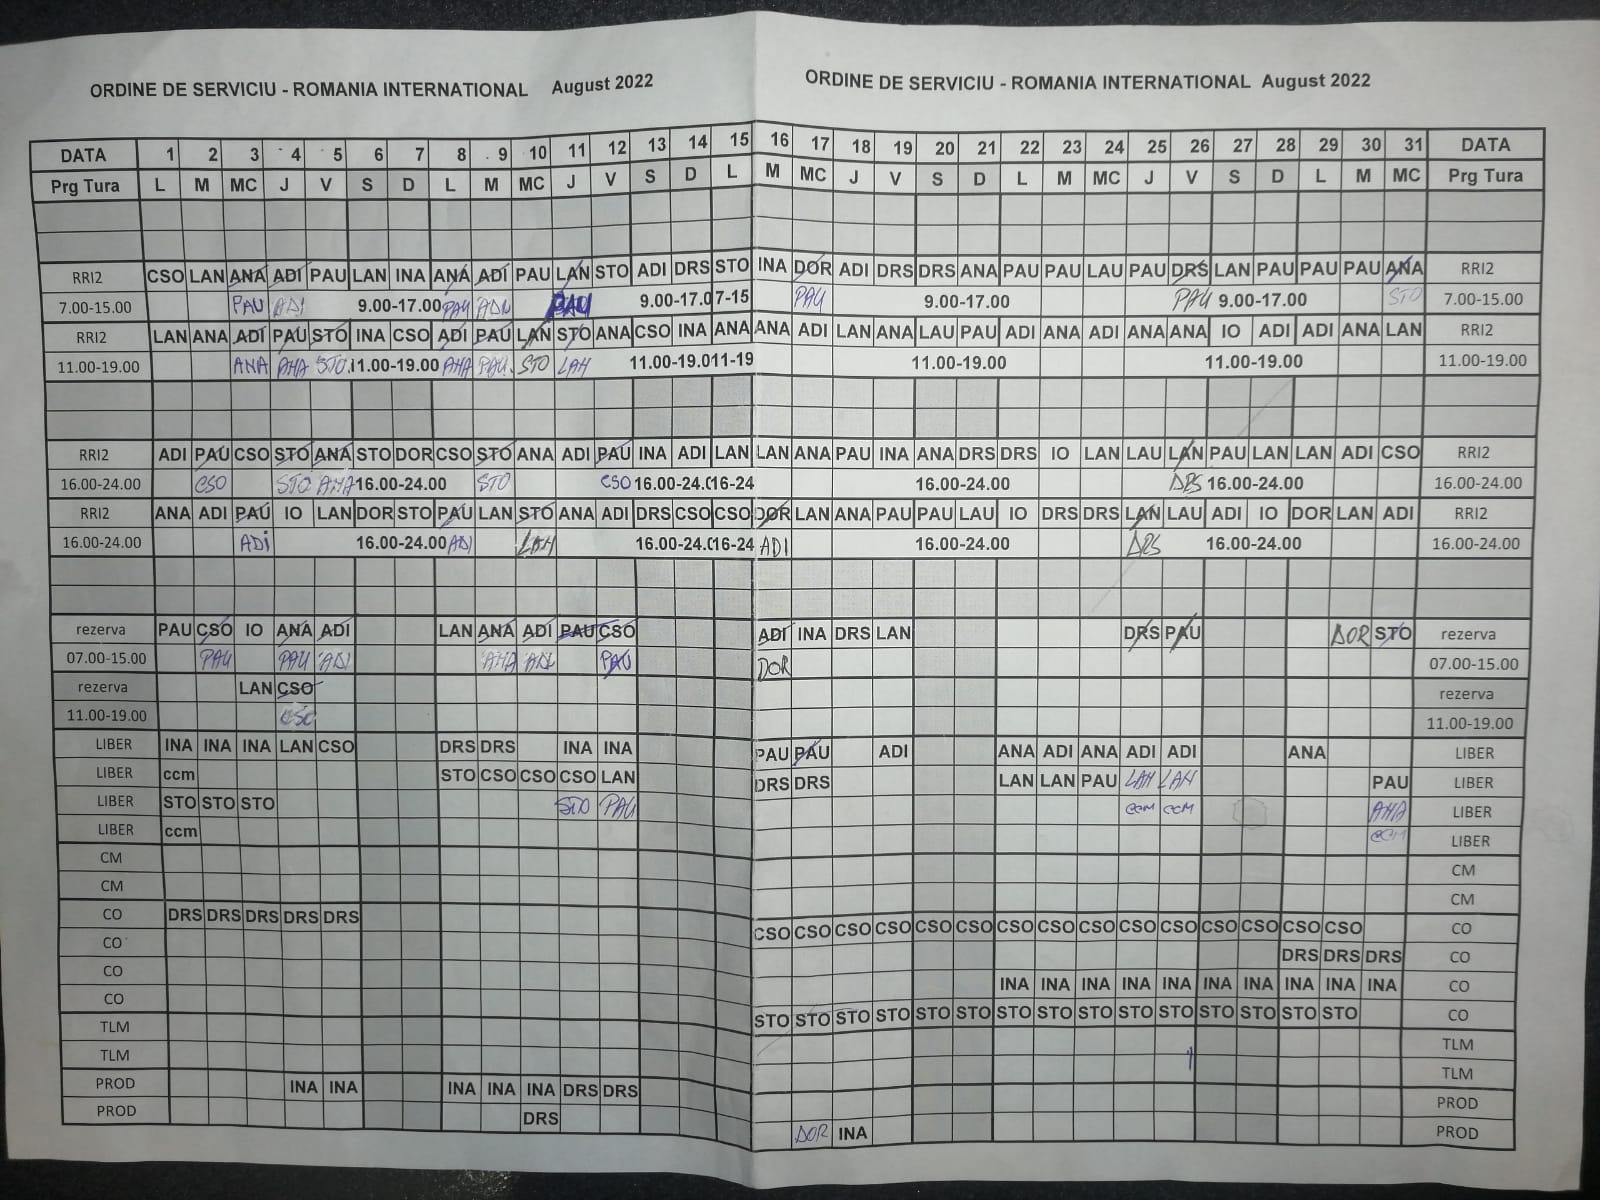 ORDINE DE SERVICIU - ROMANIA INTERNATIONAL August 2022 ORDINE DE SERVICIU - ROMANIA INTERNATIONAL August 2022
DATA 1 2 3 4 5 6 7 8 9 10 11 12 13 14 15 16 17 18 19 20 21 22 23 24 25 26 27 28 29 30 31 DATA
Prg Tura L M MC J V S D L M MC J V S D L M MC J V S D L M MC J V S D L M MC Prg Tura
RRI2 CSO LAN ANA ADI PAU LAN INA ANA ADI PAU LAN STO ADI DRS STO INA DOR ADI DRS DRS ANA PAU PAU LAU PAU DRS LAN PAU PAU PAU ANA RRI2
7.00-15.00 PAU ADI 9.00-17.00 PAU ADI PAU 9.00-17.0 7-15 PAU 9.00-17.00 PAU 9.00-17.00 STO 7.00-15.00
RRI2 LAN ANA ADI PAU STO INA CSO ADI PAU LAN STO ANA CSO INA ANA ANA ADI LAN ANA LAU PAU ADI ANA ADI ANA ANA IO ADI ADI ANA LAN RRI2
11.00-19.00 ANA ANA STO 11.00-19.00 ANA PAU STO LAN 11.00-19.0 11-19 11.00-19.00 11.00-19.00 11.00-19.00
RRI2 ADI PAU CSO STO ANA STO DOR CSO STO ANA ADI PAU INA ADI LAN LAN ANA PAU INA ANA DRS DRS IO LAN LAU LAN PAU LAN LAN ADI CSO RRI2
16.00-24.00 CSO STO ANA 16.00-24.00 STO CSO 16.00-24.0 16-24 16.00-24.00 DRS 16.00-24.00 16.00-24.00
RRI2 ANA ADI PAU IO LAN DOR STO PAU LAN STO ANA ADI DRS CSO CSO DOR LAN ANA PAU PAU LAU IO DRS DRS LAN LAU ADI IO DOR LAN ADI RRI2
16.00-24.00 ADI 16.00-24.00 ADI LAN 16.00-24.0 16-24 ADI 16.00-24.00 DRS 16.00-24.00 16.00-24.00
rezerva PAU CSO IO ANA ADI LAN ANA ADI PAU CSO ADI INA DRS LAN DRS PAU DOR STO rezerva
07.00-15.00 PAU PAU ADI ANA ADI PAU DOR 07.00-15.00
rezerva LAN CSO rezerva
11.00-19.00 CSO 11.00-19.00
LIBER INA INA INA LAN CSO DRS DRS INA INA PAU PAU ADI ANA ADI ANA ADI ADI ANA LIBER
LIBER ccm STO CSO CSO CSO LAN DRS DRS LAN LAN PAU LAN LAN PAU LIBER
LIBER STO STO STO STO PAU CCM CCM ANA LIBER
LIBER ccm CCM LIBER
CM CM
CM CM
CO DRS DRS DRS DRS DRS CSO CSO CSO CSO CSO CSO CSO CSO CSO CSO CSO CSO CSO CSO CSO CO
CO DRS DRS DRS CO
CO INA INA INA INA INA INA INA INA INA INA CO
CO STO STO STO STO STO STO STO STO STO STO STO STO STO STO STO CO
TLM TLM
TLM TLM
PROD INA INA INA INA INA DRS DRS PROD
PROD DRS DOR INA PROD